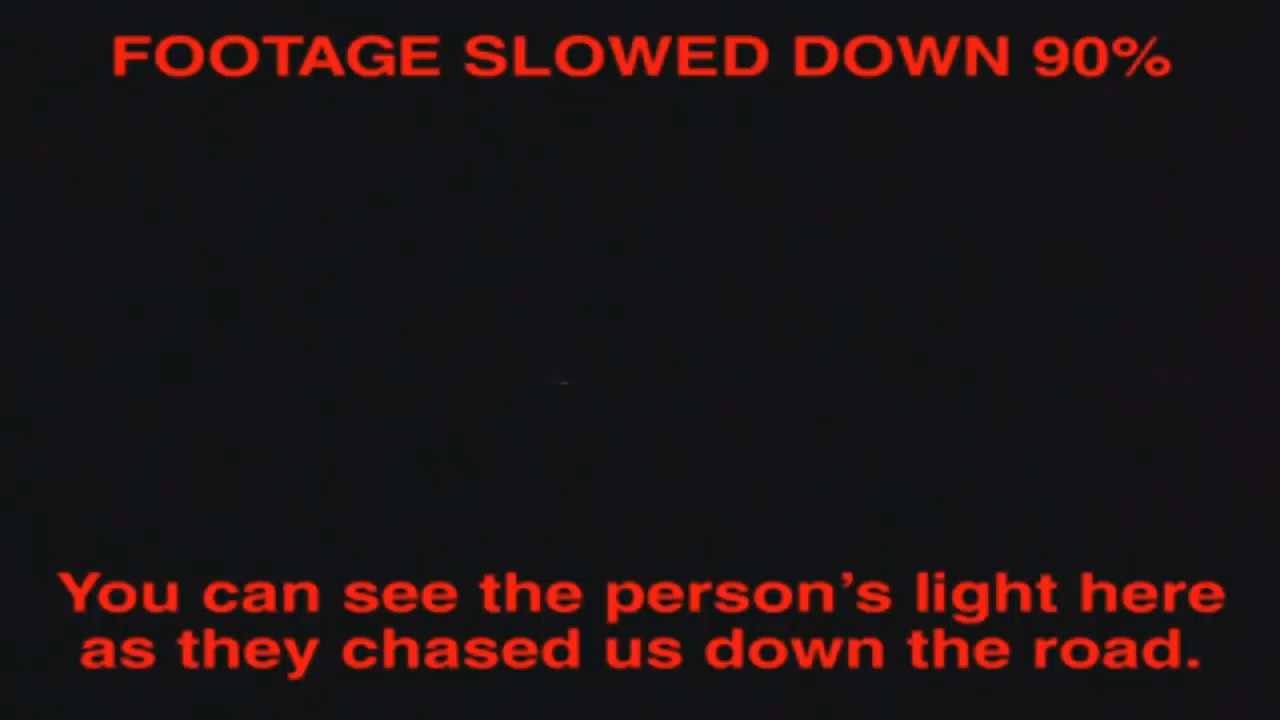 FOOTAGE SLOWED DOWN 90%
You can see the person’s light here
as they chased us down the road.